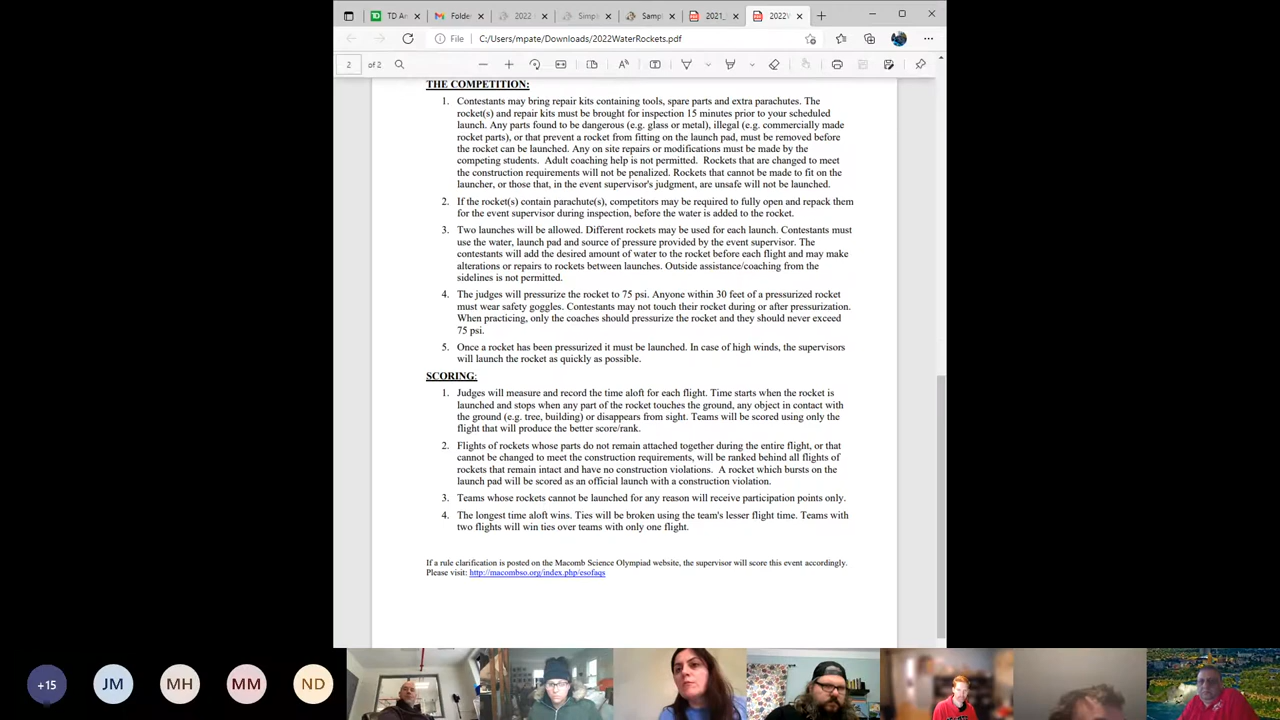 TD An
Folde
2022
Simpl
Sampl
2021_
2022V
File
C:/Users/mpate/Downloads/2022WaterRockets.pdf
2 of 2
THE COMPETITION:
1. Contestants may bring repair kits containing tools, spare parts and extra parachutes. The
rocket(s) and repair kits must be brought for inspection 15 minutes prior to your scheduled
launch. Any parts found to be dangerous (e.g. glass or metal), illegal (e.g. commercially made
rocket parts), or that prevent a rocket from fitting on the launch pad, must be removed before
the rocket can be launched. Any on site repairs or modifications must be made by the
competing students. Adult coaching help is not permitted. Rockets that are changed to meet
the construction requirements will not be penalized. Rockets that cannot be made to fit on the
launcher, or those that, in the event supervisor's judgment, are unsafe will not be launched.
2. If the rocket(s) contain parachute(s), competitors may be required to fully open and repack them
for the event supervisor during inspection, before the water is added to the rocket.
3. Two launches will be allowed. Different rockets may be used for each launch. Contestants must
use the water, launch pad and source of pressure provided by the event supervisor. The
contestants will add the desired amount of water to the rocket before each flight and may make
alterations or repairs to rockets between launches. Outside assistance/coaching from the
sidelines is not permitted.
4. The judges will pressurize the rocket to 75 psi. Anyone within 30 feet of a pressurized rocket
must wear safety goggles. Contestants may not touch their rocket during or after pressurization.
When practicing, only the coaches should pressurize the rocket and they should never exceed
75 psi.
5. Once a rocket has been pressurized it must be launched. In case of high winds, the supervisors
will launch the rocket as quickly as possible.
SCORING:
1. Judges will measure and record the time aloft for each flight. Time starts when the rocket is
launched and stops when any part of the rocket touches the ground, any object in contact with
the ground (e.g. tree, building) or disappears from sight. Teams will be scored using only the
flight that will produce the better score/rank.
2. Flights of rockets whose parts do not remain attached together during the entire flight, or that
cannot be changed to meet the construction requirements, will be ranked behind all flights of
rockets that remain intact and have no construction violations. A rocket which bursts on the
launch pad will be scored as an official launch with a construction violation.
3. Teams whose rockets cannot be launched for any reason will receive participation points only.
4. The longest time aloft wins. Ties will be broken using the team's lesser flight time. Teams with
two flights will win ties over teams with only one flight.
If a rule clarification is posted on the Macomb Science Olympiad website, the supervisor will score this event accordingly.
Please visit: http://macombso.org/index.php/esofaqs
+15
JM
MH
MM
ND